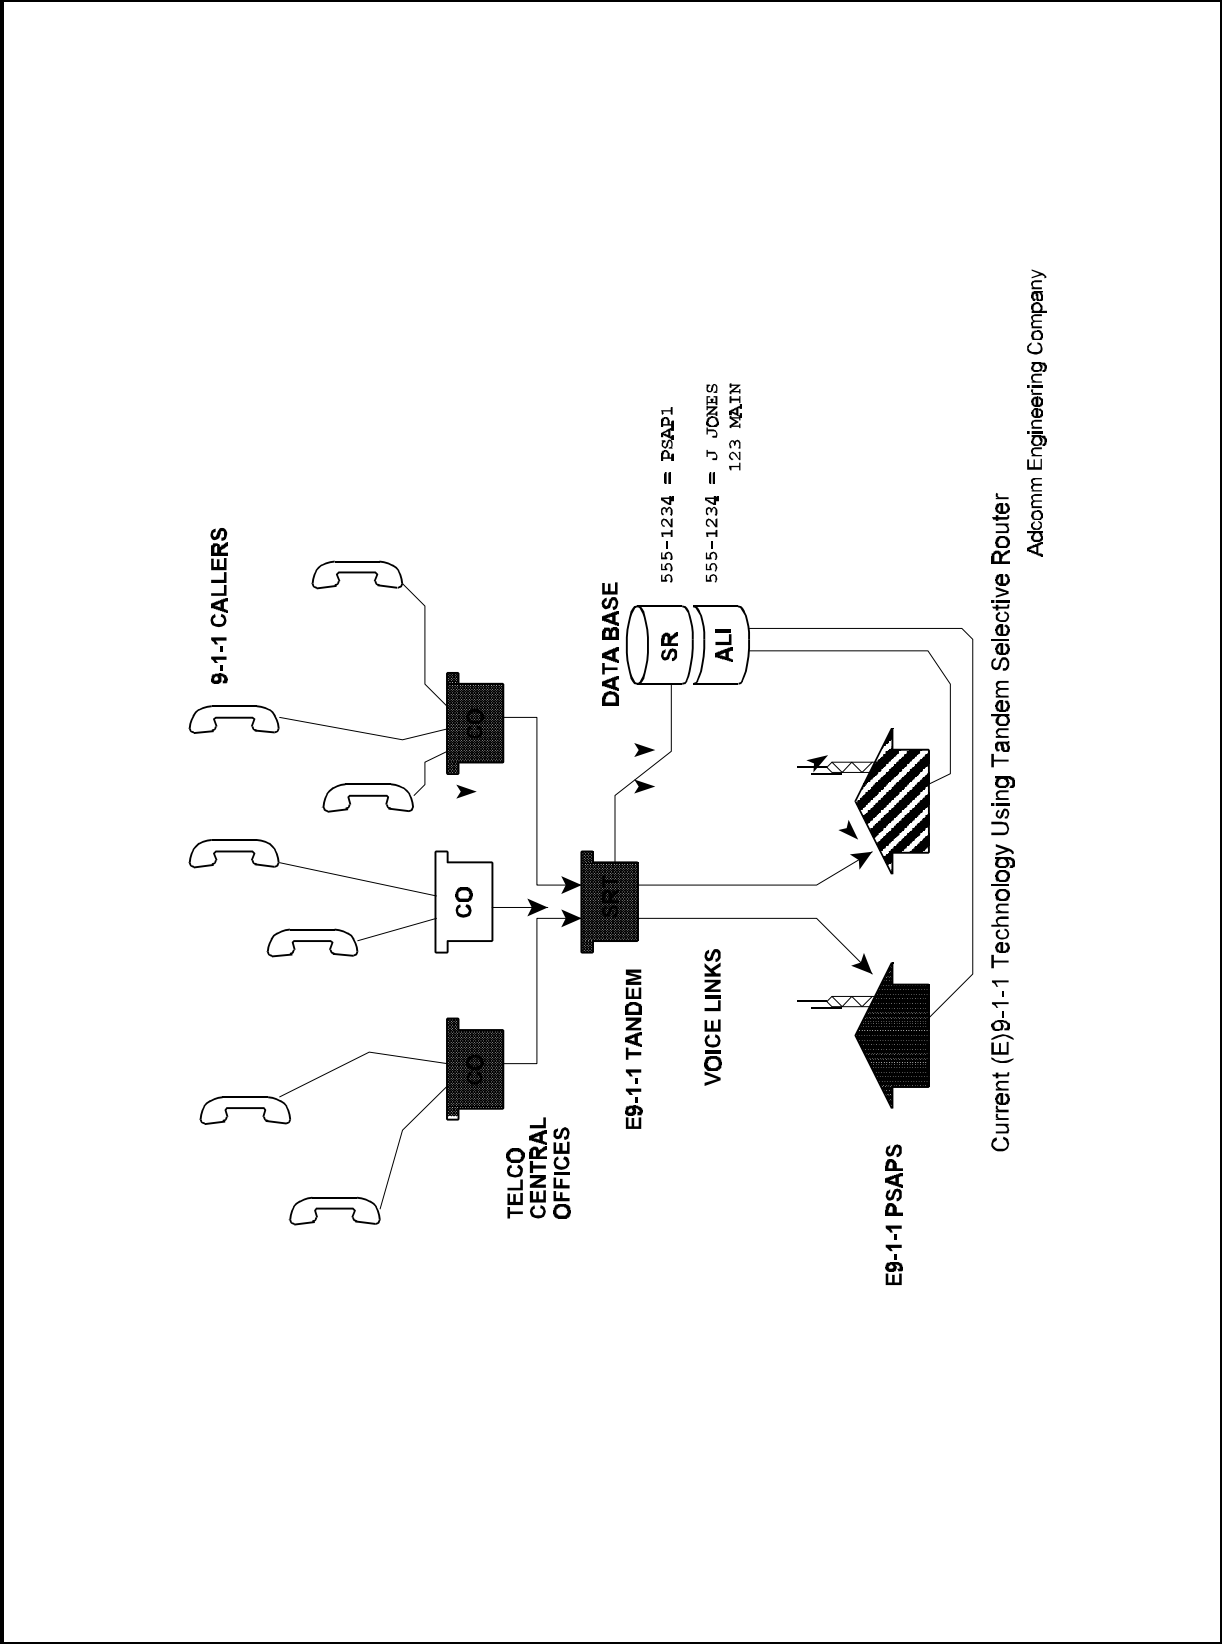 9-1-1 CALLERS
CO
CO
CO
TELCO
CENTRAL
OFFICES
DATA BASE
E9-1-1 TANDEM
SRT
SR
555-1234 = PSAP1
ALI
555-1234 = J JONES
123 MAIN
VOICE LINKS
E9-1-1 PSAPS
Current (E)9-1-1 Technology Using Tandem Selective Router
Adcomm Engineering Company